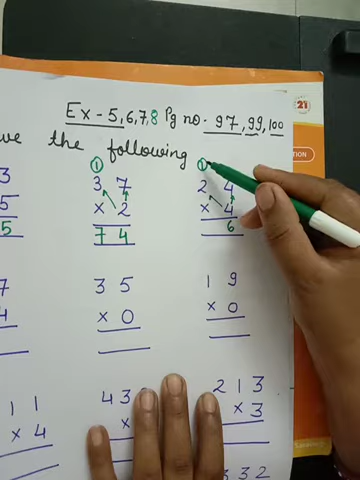 Ex - 5,6,7,8 Pg no - 97, 99, 100
ve the following
① ①
3 3 7 2 4
5 × 2 × 4
5 7 4 6
7 3 5 1 9
4 × 0 × 0
1 1 4 3 2 1 3
× 4 × × 3
3 3 2